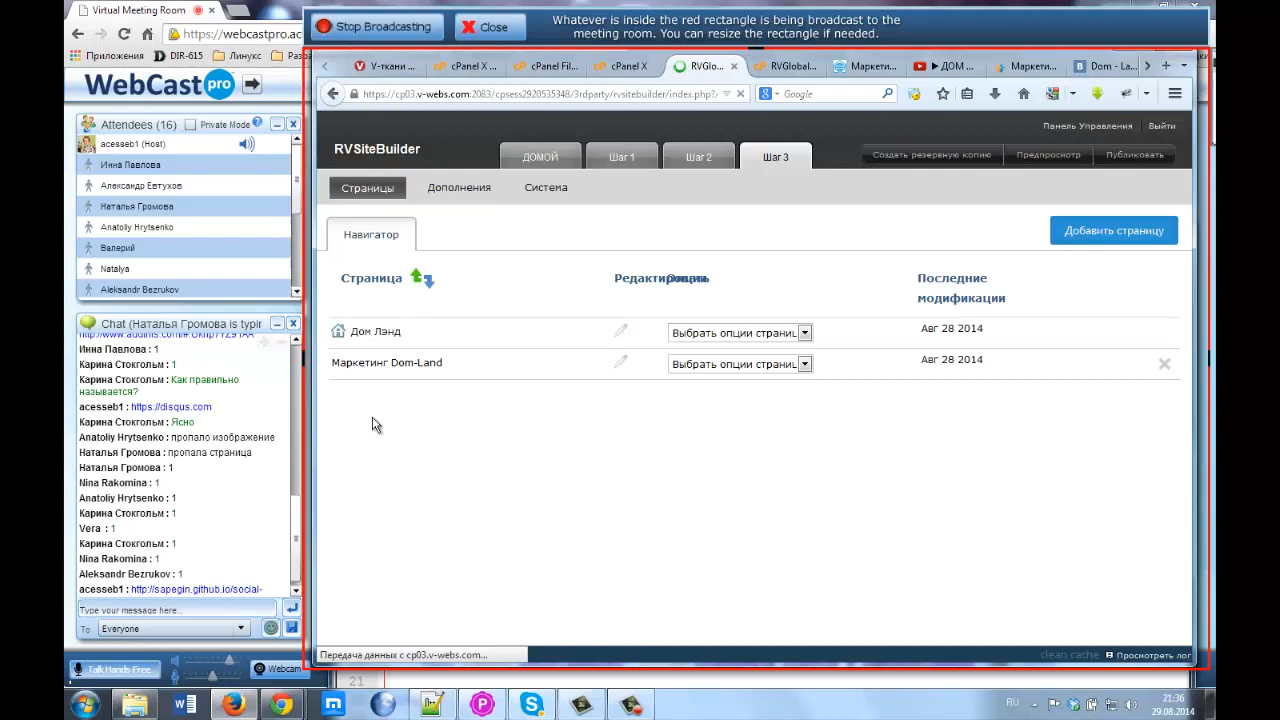 Virtual Meeting Room
https://webcastpro.ac
Приложения
DIR-615
Линукс
WebCast pro
Attendees (16)
Private Mode
acesseb1 (Host)
Инна Павлова
Александр Евтухов
Наталья Громова
Anatoliy Hrytsenko
Валерий
Natalya
Aleksandr Bezrukov
Chat (Наталья Громова is typir
Инна Павлова : 1
Карина Стокгольм : 1
Карина Стокгольм : Как правильно
называется?
acesseb1 : https://disqus.com
Карина Стокгольм : Ясно
Anatoliy Hrytsenko : пропало изображение
Наталья Громова : пропала страница
Наталья Громова : 1
Nina Rakomina : 1
Anatoliy Hrytsenko : 1
Карина Стокгольм : 1
Vera : 1
Карина Стокгольм : 1
Nina Rakomina : 1
Aleksandr Bezrukov : 1
acesseb1 : http://sapegin.github.io/social-
Type your message here...
To
Everyone
Talk Hands-Free
Webcam
Stop Broadcasting
Close
Whatever is inside the red rectangle is being broadcast to the
meeting room. You can resize the rectangle if needed.
V-ткани ...
cPanel X ...
cPanel Fil...
cPanel X
RVGlo...
RVGlobal...
Маркети...
ДОМ ...
Маркети...
Dom - La...
https://cp03.v-webs.com:2083/cpsess2920535348/3rdparty/rvsitebuilder/index.php?
Google
Панель Управления
Выйти
RVSiteBuilder
ДОМОЙ
Шаг 1
Шаг 2
Шаг 3
Создать резервную копию
Предпросмотр
Публиковать
Страницы
Дополнения
Система
Навигатор
Добавить страницу
Страница
Последние
модификации
Дом Лэнд
Выбрать опции страниц
Авг 28 2014
Маркетинг Dom-Land
Выбрать опции страниц
Авг 28 2014
Передача данных с cp03.v-webs.com...
clean cache
Просмотреть лог
21
RU
21:36
29.08.2014